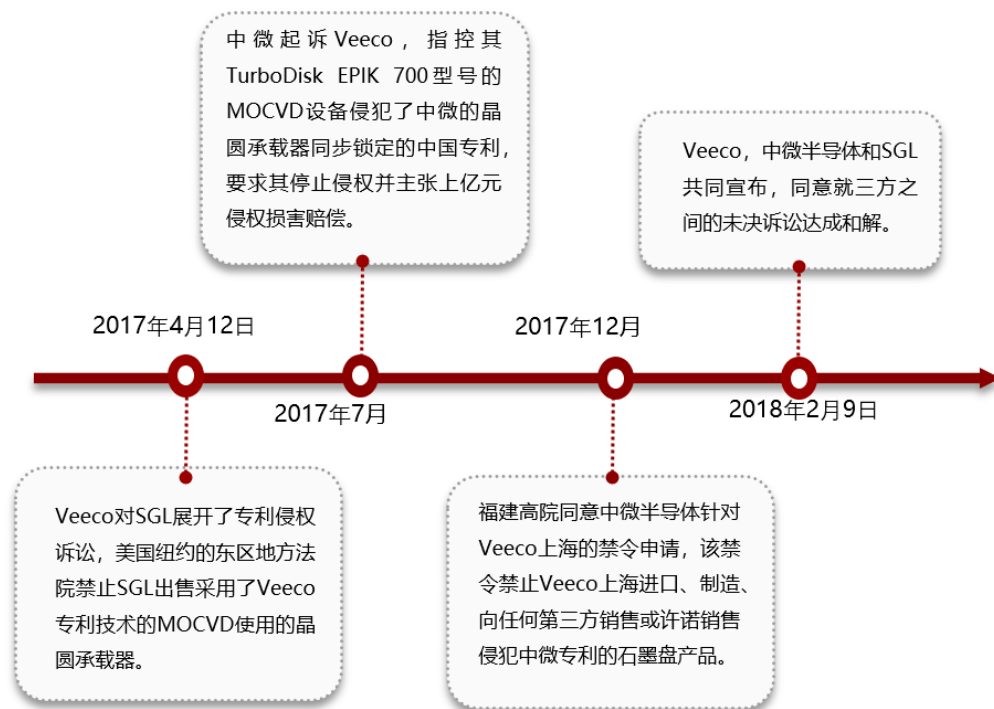 中微起诉Veeco，指控其
TurboDisk EPIK 700型号的
MOCVD设备侵犯了中微的晶
圆承载器同步锁定的中国专利，
要求其停止侵权并主张上亿元
侵权损害赔偿。
Veeco，中微半导体和SGL
共同宣布，同意就三方之
间的未决诉讼达成和解。
2017年4月12日
2017年12月
2017年7月
2018年2月9日
Veeco对SGL展开了专利侵权
诉讼，美国纽约的东区地方法
院禁止SGL出售采用了Veeco
专利技术的MOCVD使用的晶
圆承载器。
福建高院同意中微半导体针对
Veeco上海的禁令申请，该禁
令禁止Veeco上海进口、制造、
向任何第三方销售或许诺销售
侵犯中微专利的石墨盘产品。